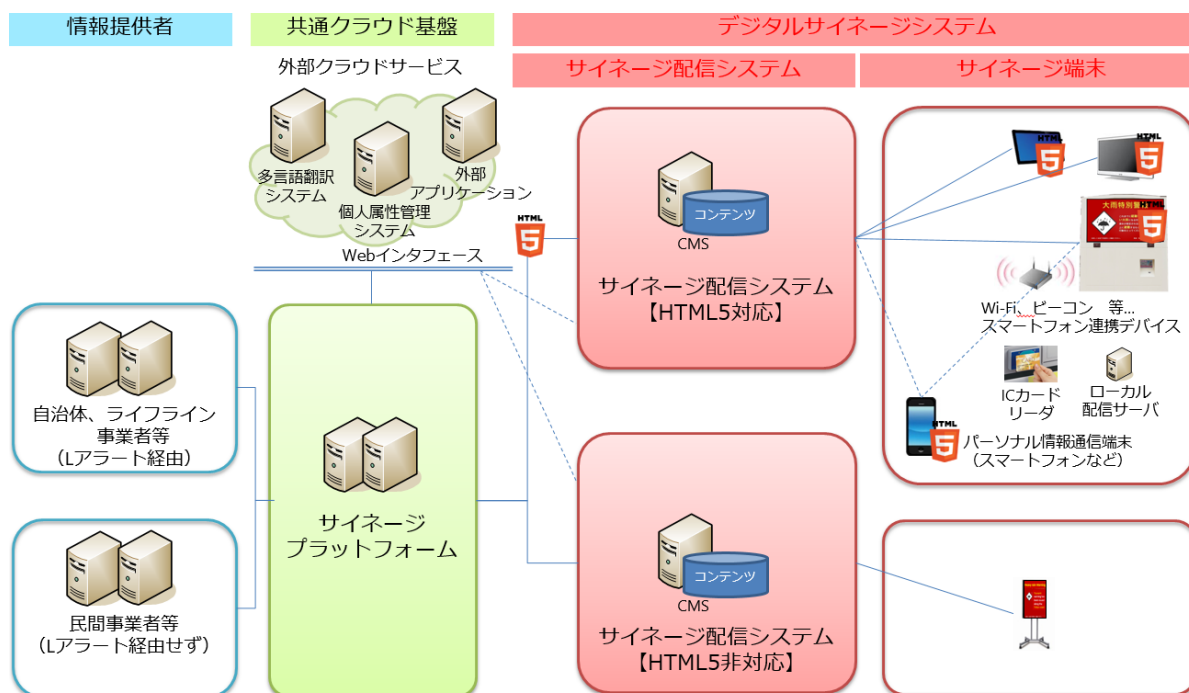 情報提供者
共通クラウド基盤
デジタルサイネージシステム
サイネージ配信システム
サイネージ端末
外部クラウドサービス
多言語翻訳
システム
個人属性管理
システム
外部
アプリケーション
Webインタフェース
HTML
5
自治体、ライフライン
事業者等
（Lアラート経由）
民間事業者等
（Lアラート経由せず）
サイネージ
プラットフォーム
コンテンツ
CMS
サイネージ配信システム
【HTML5対応】
コンテンツ
CMS
サイネージ配信システム
【HTML5非対応】
HTML
5
HTML
5
大雨特別警
HTML
5
Wi-Fi、ビーコン　等…
スマートフォン連携デバイス
ICカード
リーダ
ローカル
配信サーバ
HTML
5
パーソナル情報通信端末
（スマートフォンなど）